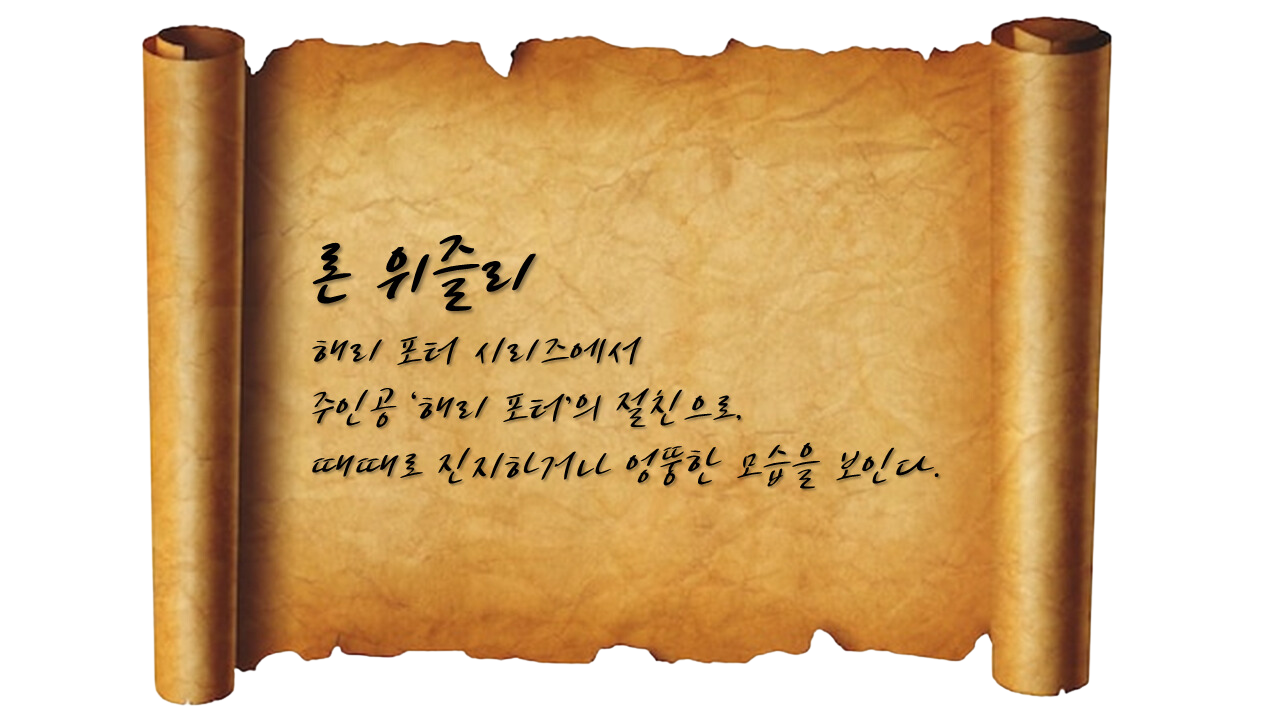 론 위즐리
해리 포터 시리즈에서
주인공 ‘해리 포터’의 절친으로,
때때로 진지하거나 엉뚱한 모습을 보인다.